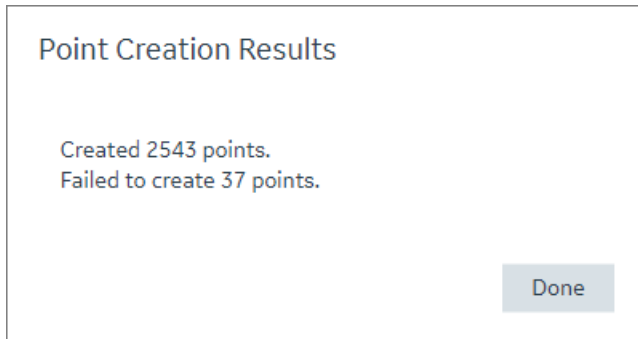 Point Creation Results
Created 2543 points.
Failed to create 37 points.
Done